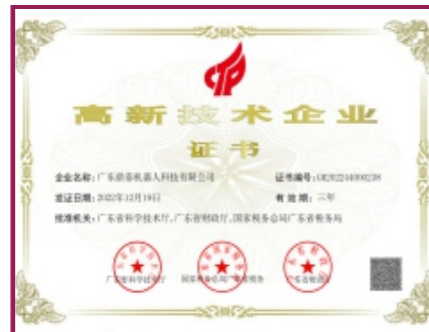 高新技术企业
证书
企业名称：广东鼎泰机器人科技有限公司 证书编号：GR202244000238
发证日期：2022年12月19日 有效期：三年
批准机关：广东省科学技术厅、广东省财政厅、国家税务总局广东省税务局